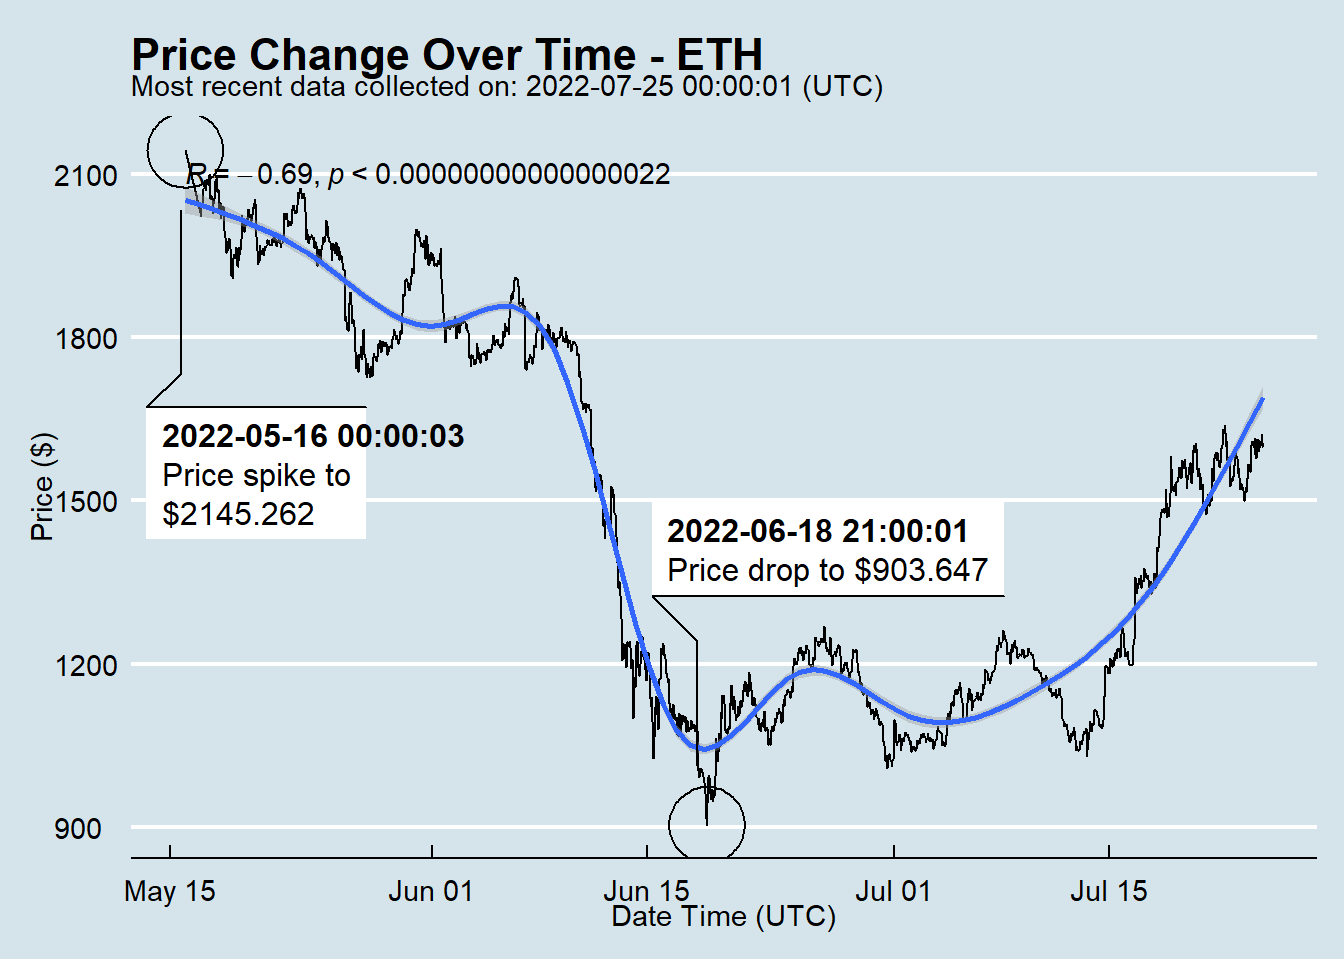 Price Change Over Time - ETH
Most recent data collected on: 2022-07-25 00:00:01 (UTC)
R = −0.69, p < 0.00000000000000022
2100
1800
1500
1200
900
Price ($)
2022-05-16 00:00:03
Price spike to
$2145.262
2022-06-18 21:00:01
Price drop to $903.647
May 15
Jun 01
Jun 15
Jul 01
Jul 15
Date Time (UTC)